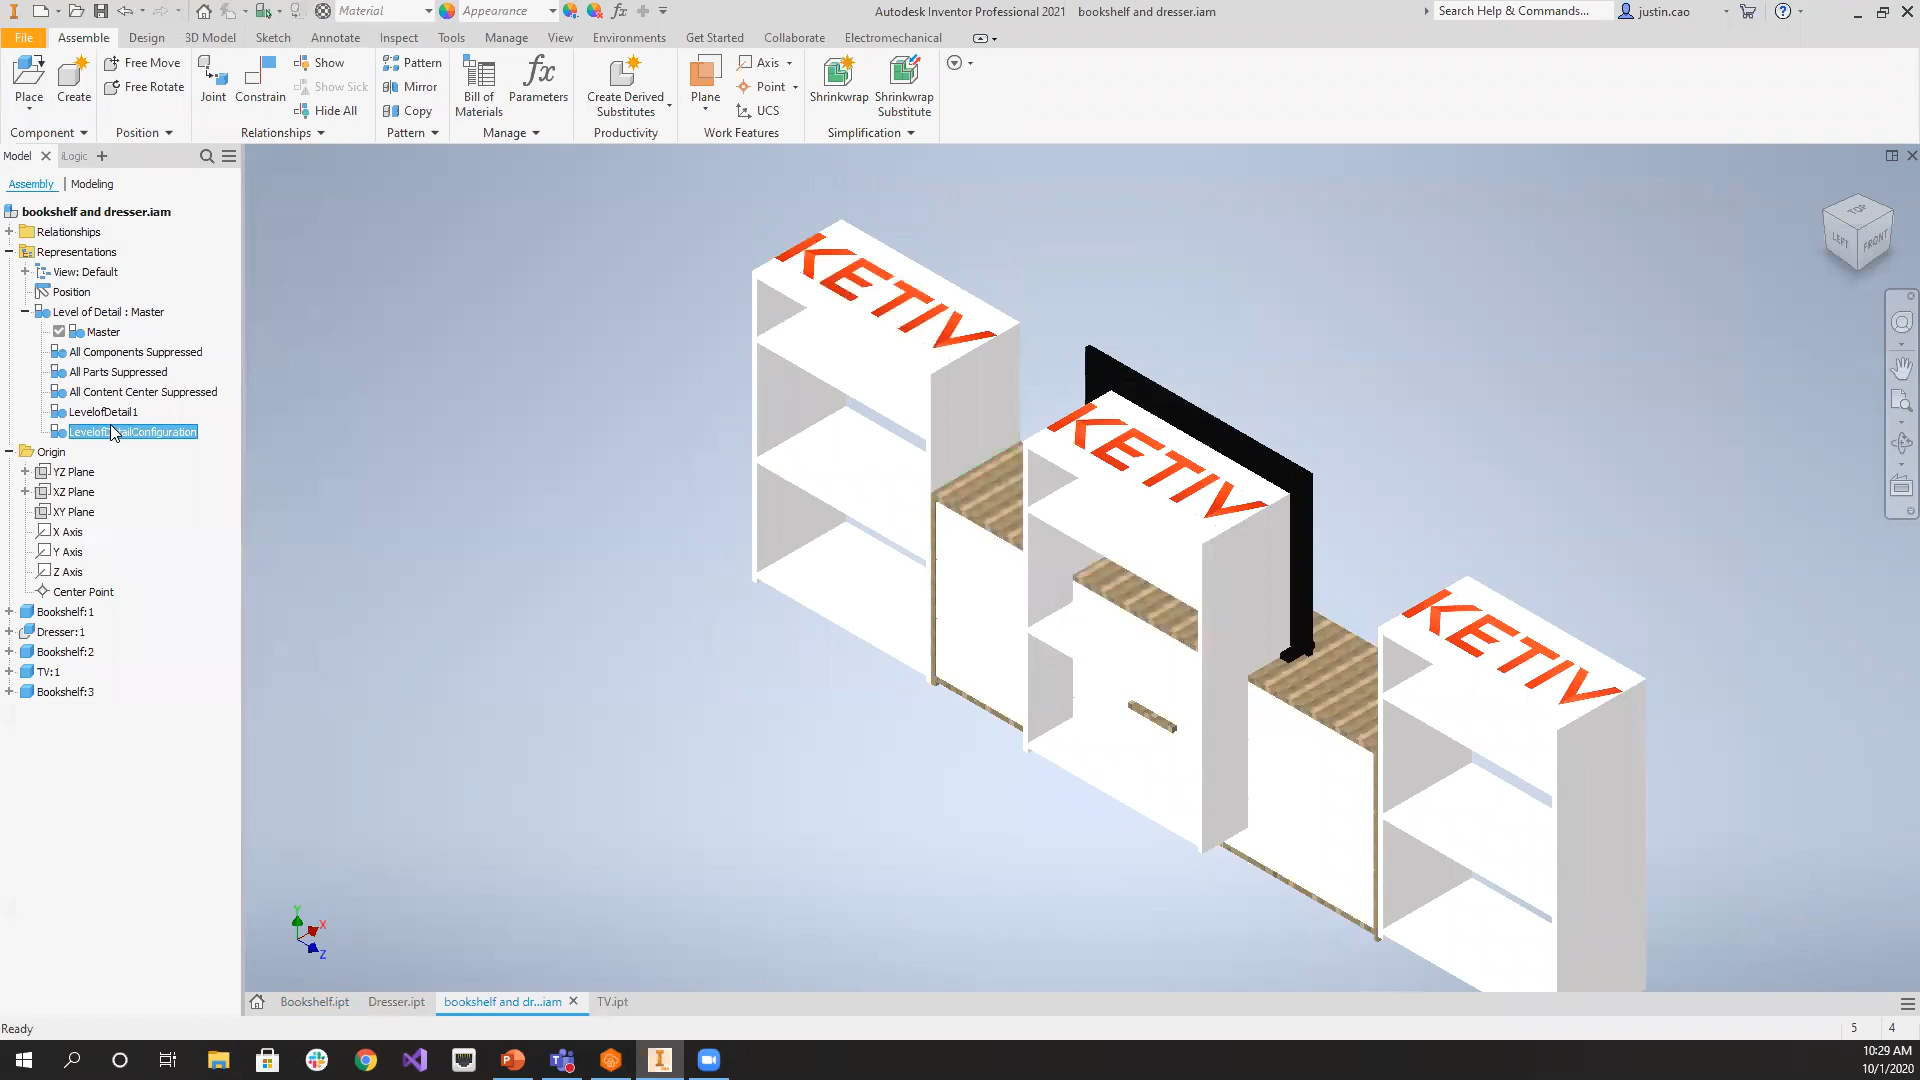 Material
Appearance
fx
Autodesk Inventor Professional 2021 bookshelf and dresser.iam
Search Help & Commands...
justin.cao
File Assemble Design 3D Model Sketch Annotate Inspect Tools Manage View Environments Get Started Collaborate Electromechanical
Place
Create
Free Move
Free Rotate
Joint
Constrain
Show
Show Sick
Hide All
Pattern
Mirror
Copy
Bill of
Materials
fx
Parameters
Create Derived
Substitutes
Plane
Axis
Point
UCS
Shrinkwrap
Shrinkwrap
Substitute
Component Position Relationships Pattern Manage Productivity Work Features Simplification
Model iLogic
Assembly | Modeling
bookshelf and dresser.iam
Relationships
Representations
View: Default
Position
Level of Detail : Master
Master
All Components Suppressed
All Parts Suppressed
All Content Center Suppressed
LevelofDetail1
Origin
YZ Plane
XZ Plane
XY Plane
X Axis
Y Axis
Z Axis
Center Point
Bookshelf:1
Dresser:1
Bookshelf:2
TV:1
Bookshelf:3
KETIV
KETIV
KETIV
TOP
LEFT
FRONT
Y
X
Z
Bookshelf.ipt Dresser.ipt bookshelf and dr...iam TV.ipt
Ready
5 4
10:29 AM
10/1/2020